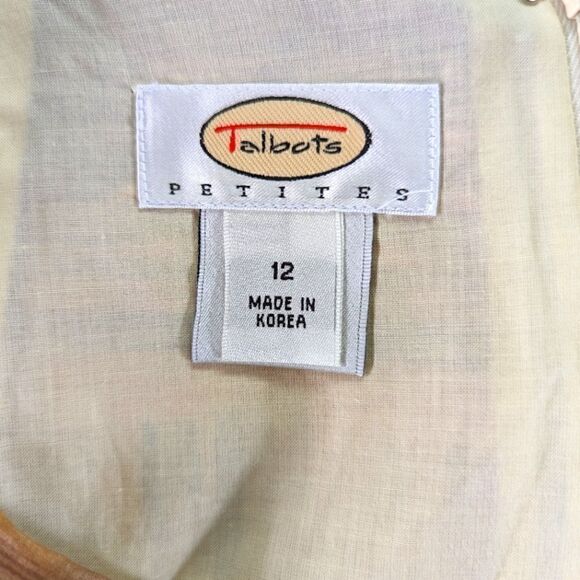 Talbots
PETITES
12
MADE IN
KOREA